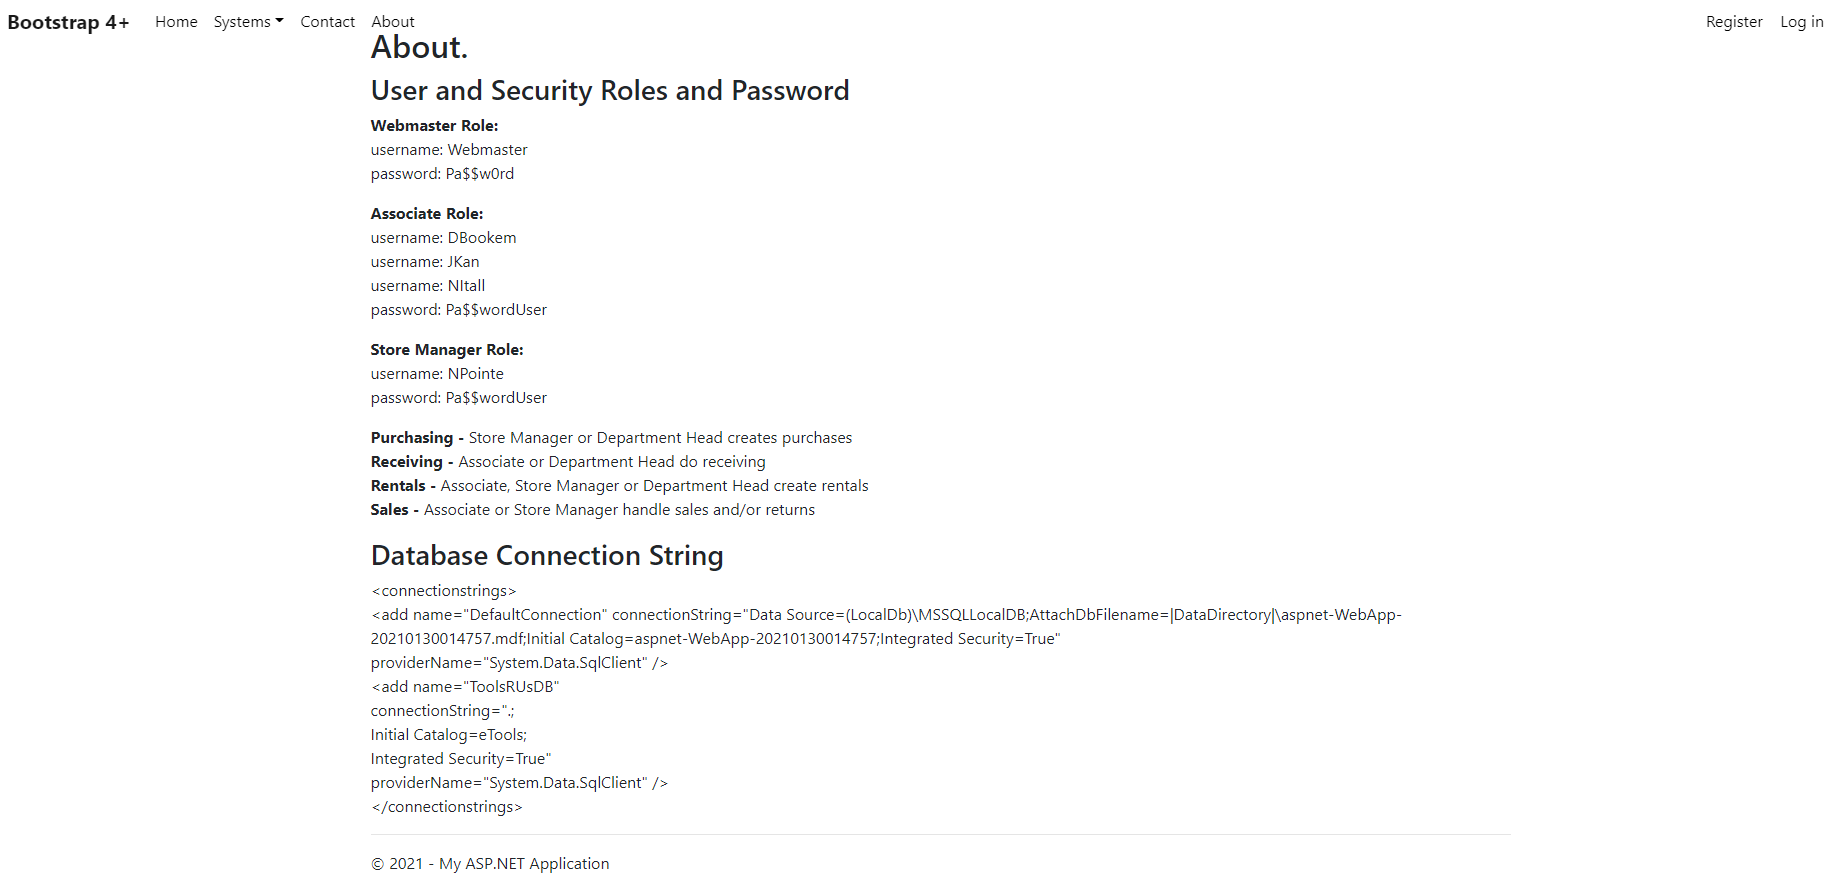 Bootstrap 4+ Home Systems Contact About Register Log in
About.
User and Security Roles and Password
Webmaster Role:
username: Webmaster
password: Pa$$w0rd
Associate Role:
username: DBookem
username: JKan
username: NItall
password: Pa$$wordUser
Store Manager Role:
username: NPointe
password: Pa$$wordUser
Purchasing - Store Manager or Department Head creates purchases
Receiving - Associate or Department Head do receiving
Rentals - Associate, Store Manager or Department Head create rentals
Sales - Associate or Store Manager handle sales and/or returns
Database Connection String
<connectionstrings>
<add name="DefaultConnection" connectionString="Data Source=(LocalDb)\MSSQLLocalDB;AttachDbFilename=|DataDirectory|\aspnet-WebApp-
20210130014757.mdf;Initial Catalog=aspnet-WebApp-20210130014757;Integrated Security=True"
providerName="System.Data.SqlClient" />
<add name="ToolsRUsDB"
connectionString=".;
Initial Catalog=eTools;
Integrated Security=True"
providerName="System.Data.SqlClient" />
</connectionstrings>
© 2021 - My ASP.NET Application